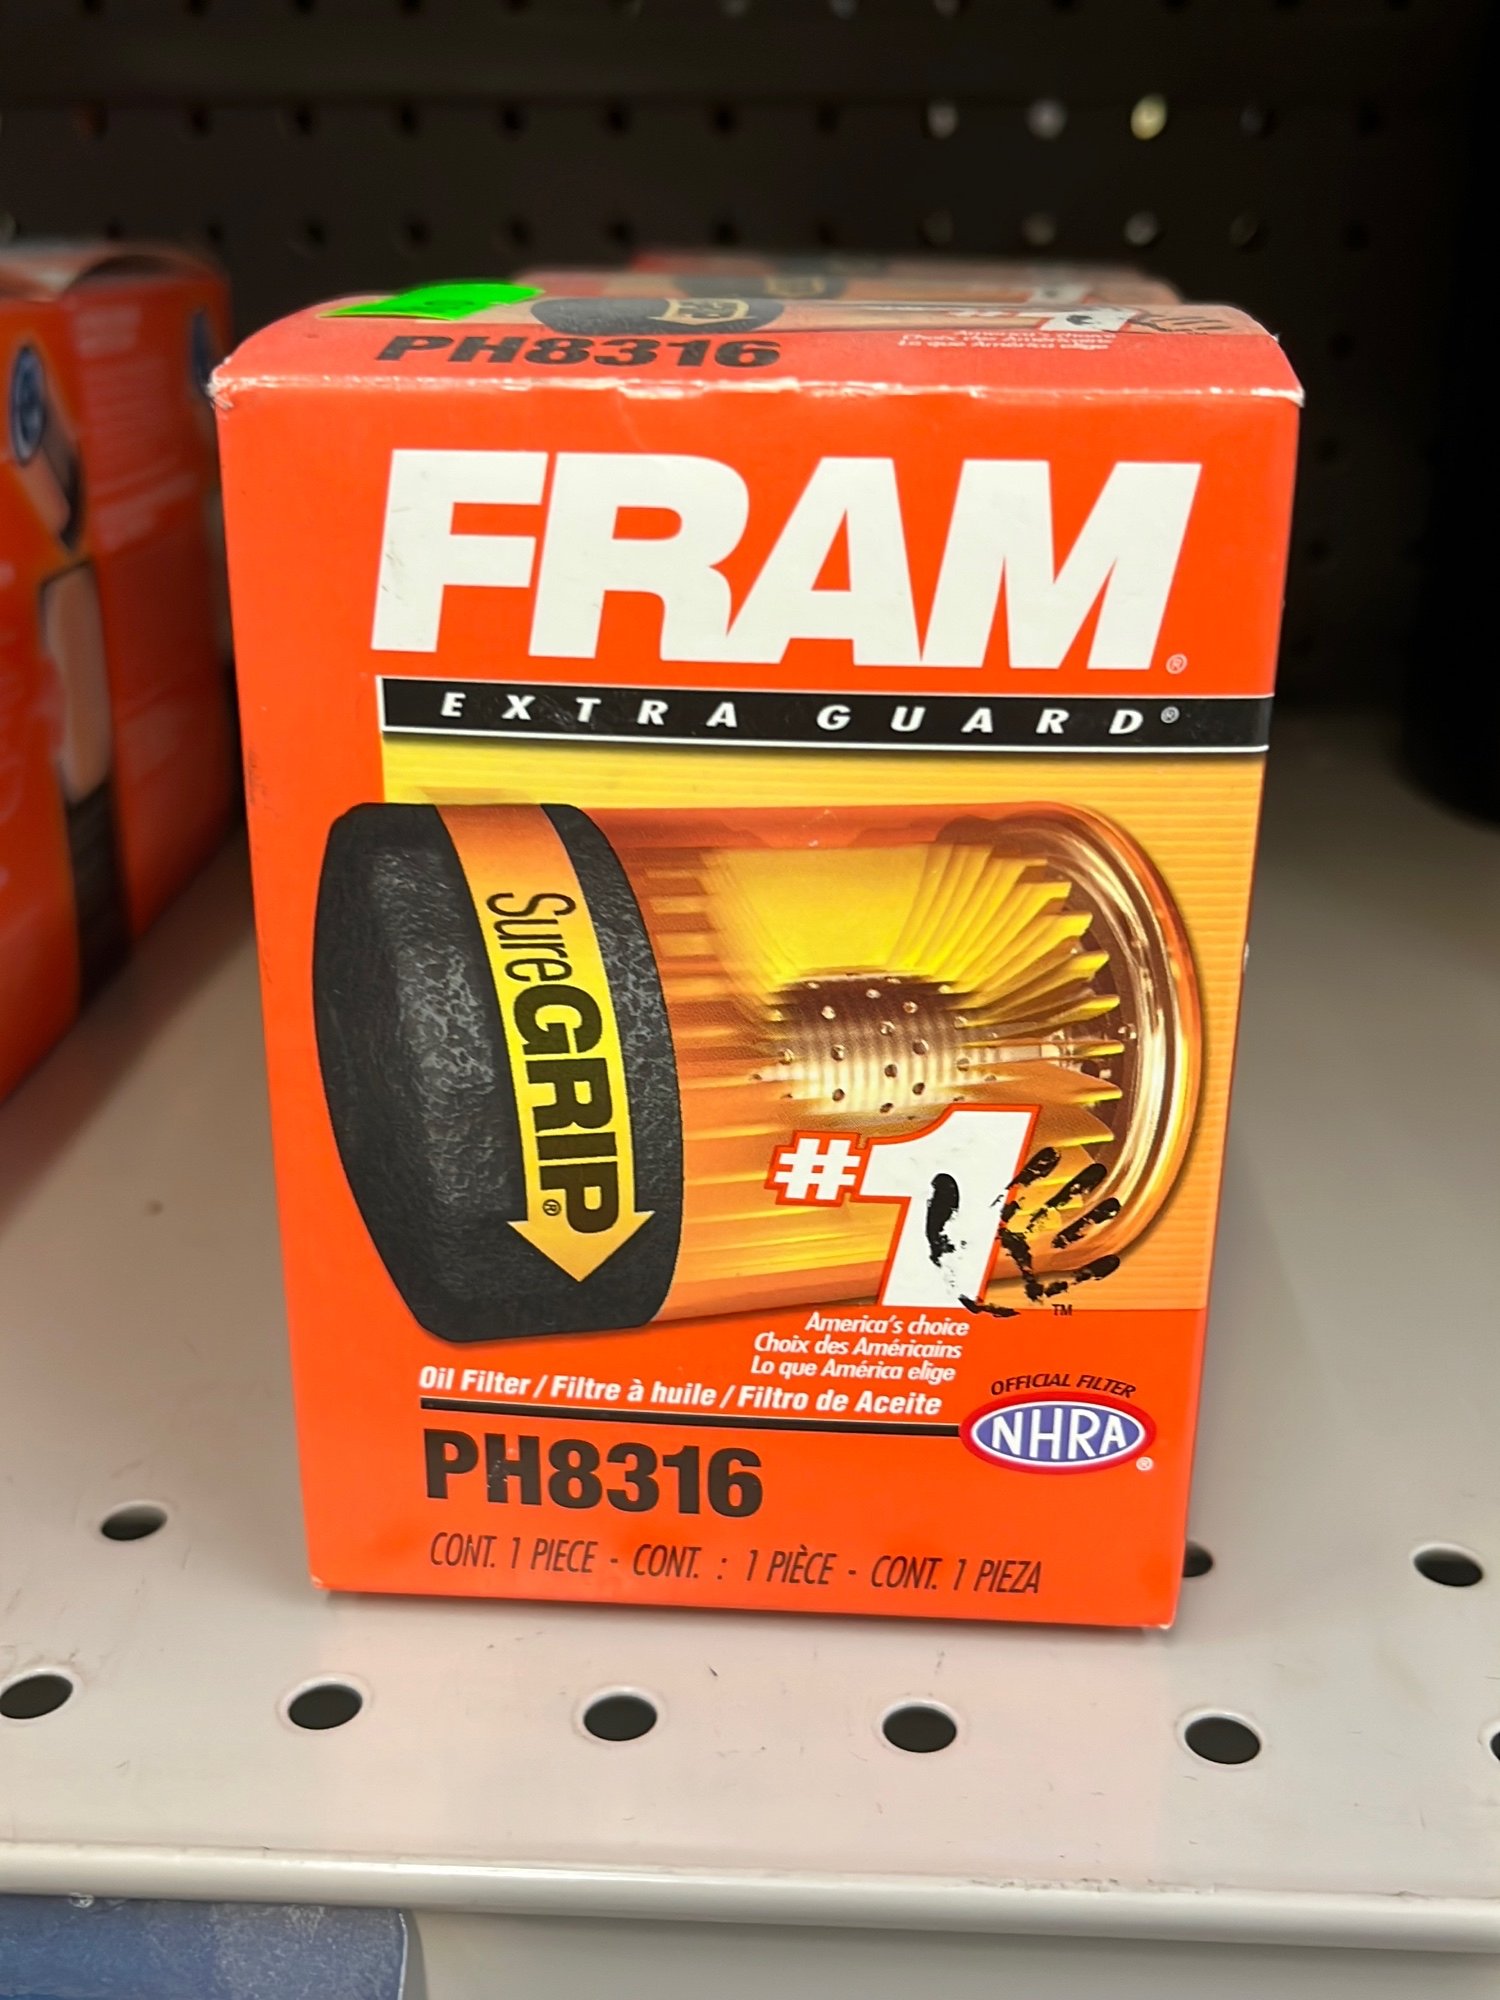 PH8316
FRAM®
EXTRA GUARD®
SureGRIP®
#1
™
America's choice
Choix des Américains
Lo que América elige
Oil Filter / Filtre à huile / Filtro de Aceite
OFFICIAL FILTER
NHRA®
PH8316
CONT. 1 PIECE - CONT. : 1 PIÈCE - CONT. 1 PIEZA